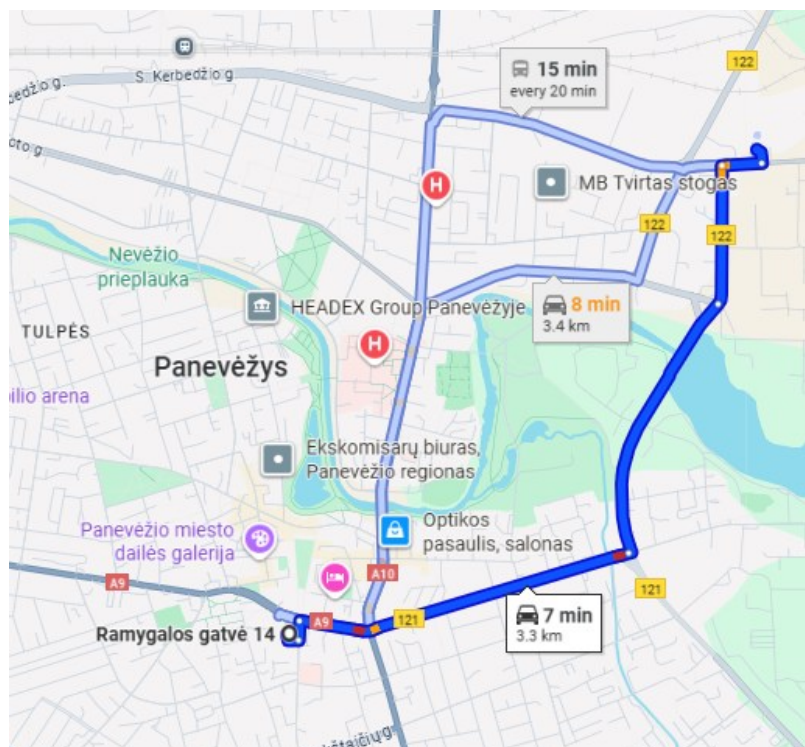 S. Kerbedžio g
15 min
every 20 min
122
H
MB Tvirtas stogas
122
122
Nevėžio
prieplauka
HEADEX Group Panevėžyje
8 min
3.4 km
TULPĖS
H
Panevėžys
Ekskomisarų biuras,
Panevėžio regionas
Optikos
pasaulis, salonas
Panevėžio miesto
dailės galerija
A9
A10
121
A9
121
7 min
3.3 km
Ramygalos gatvė 14